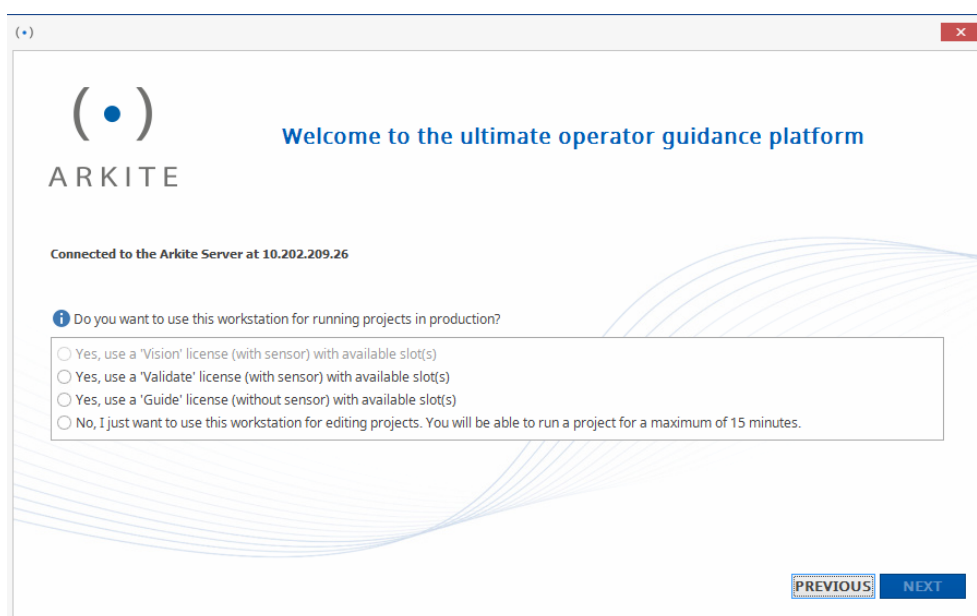 (•)
(•)
Welcome to the ultimate operator guidance platform
ARKITE
Connected to the Arkite Server at 10.202.209.26
Do you want to use this workstation for running projects in production?
Yes, use a 'Vision' license (with sensor) with available slot(s)
Yes, use a 'Validate' license (with sensor) with available slot(s)
Yes, use a 'Guide' license (without sensor) with available slot(s)
No, I just want to use this workstation for editing projects. You will be able to run a project for a maximum of 15 minutes.
PREVIOUS NEXT